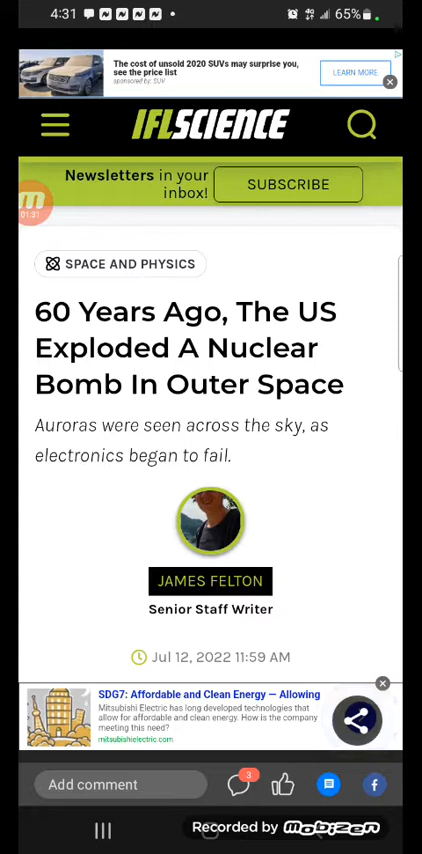 4:31
65%
The cost of unsold 2020 SUVs may surprise you,
see the price list
sponsored by: SUV
LEARN MORE
IFLSCIENCE
Newsletters in your
inbox!
SUBSCRIBE
01:31
SPACE AND PHYSICS
60 Years Ago, The US
Exploded A Nuclear
Bomb In Outer Space
Auroras were seen across the sky, as
electronics began to fail.
JAMES FELTON
Senior Staff Writer
Jul 12, 2022 11:59 AM
SDG7: Affordable and Clean Energy — Allowing
Mitsubishi Electric has long developed technologies that
allow for affordable and clean energy. How is the company
meeting this need?
mitsubishielectric.com
Add comment
3
Recorded by Mobizen